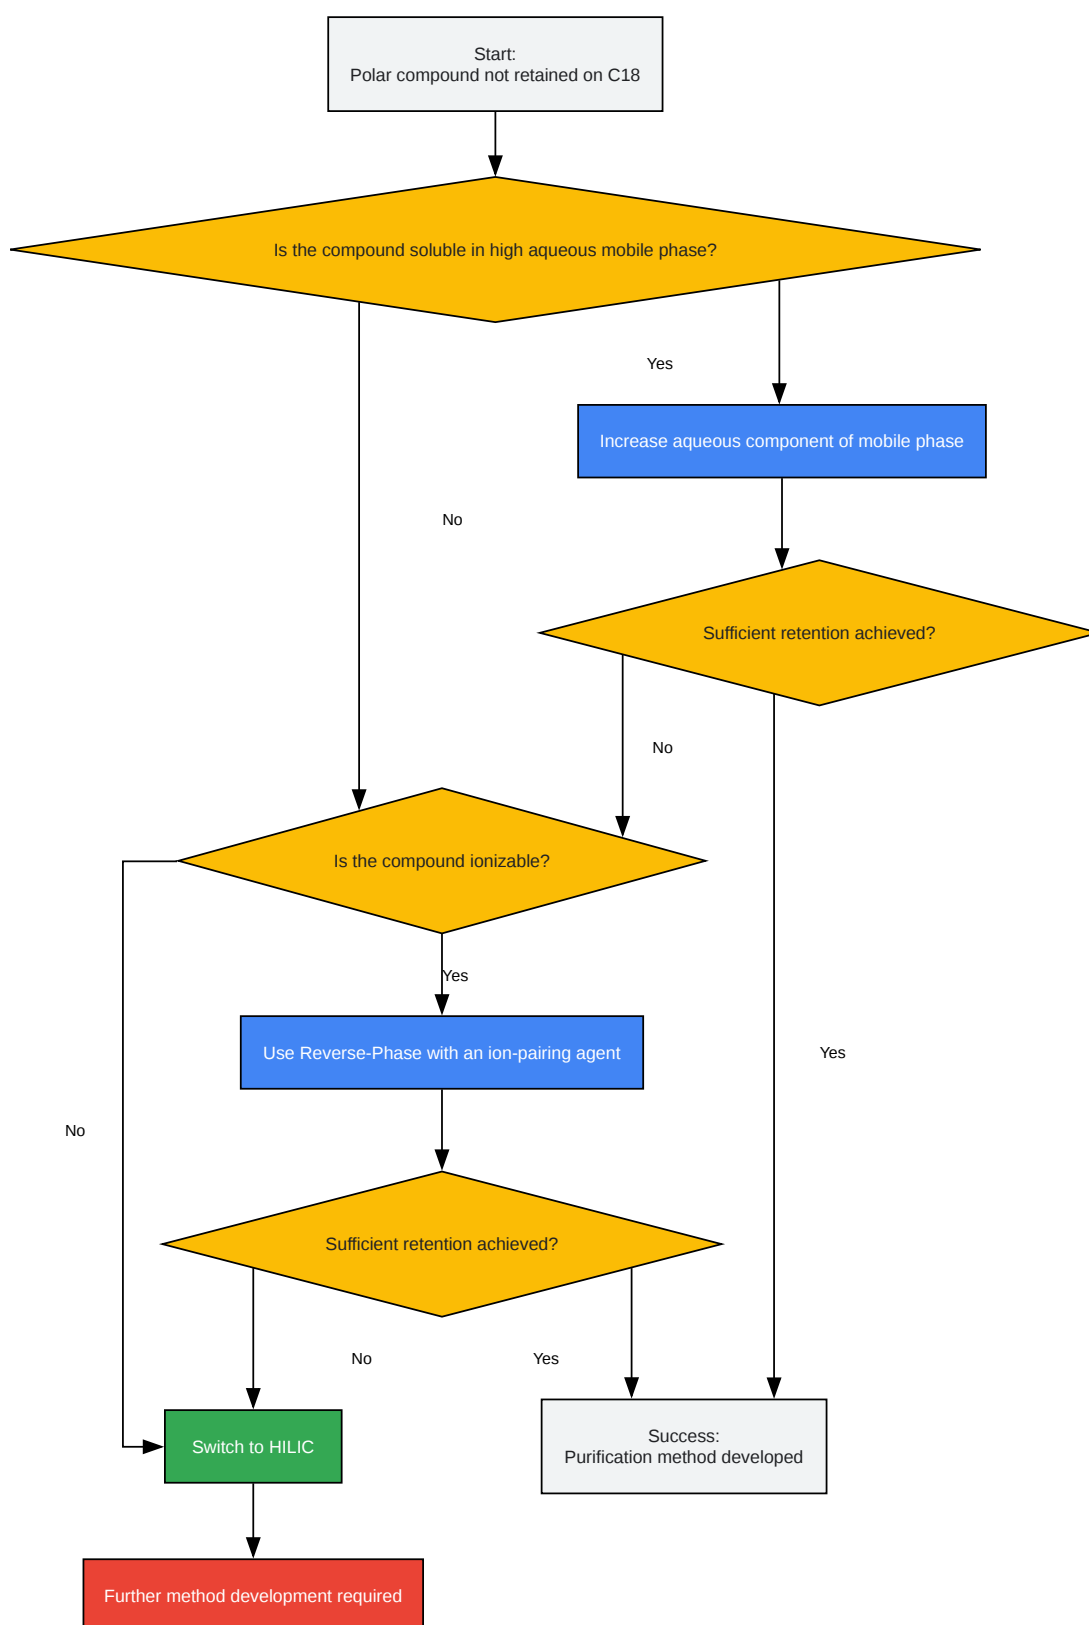 Start:
Polar compound not retained on C18
Is the compound soluble in high aqueous mobile phase?
Yes
Increase aqueous component of mobile phase
No
Sufficient retention achieved?
No
Is the compound ionizable?
Yes
Use Reverse-Phase with an ion-pairing agent
Yes
No
Sufficient retention achieved?
No
Yes
Success:
Purification method developed
Switch to HILIC
Further method development required